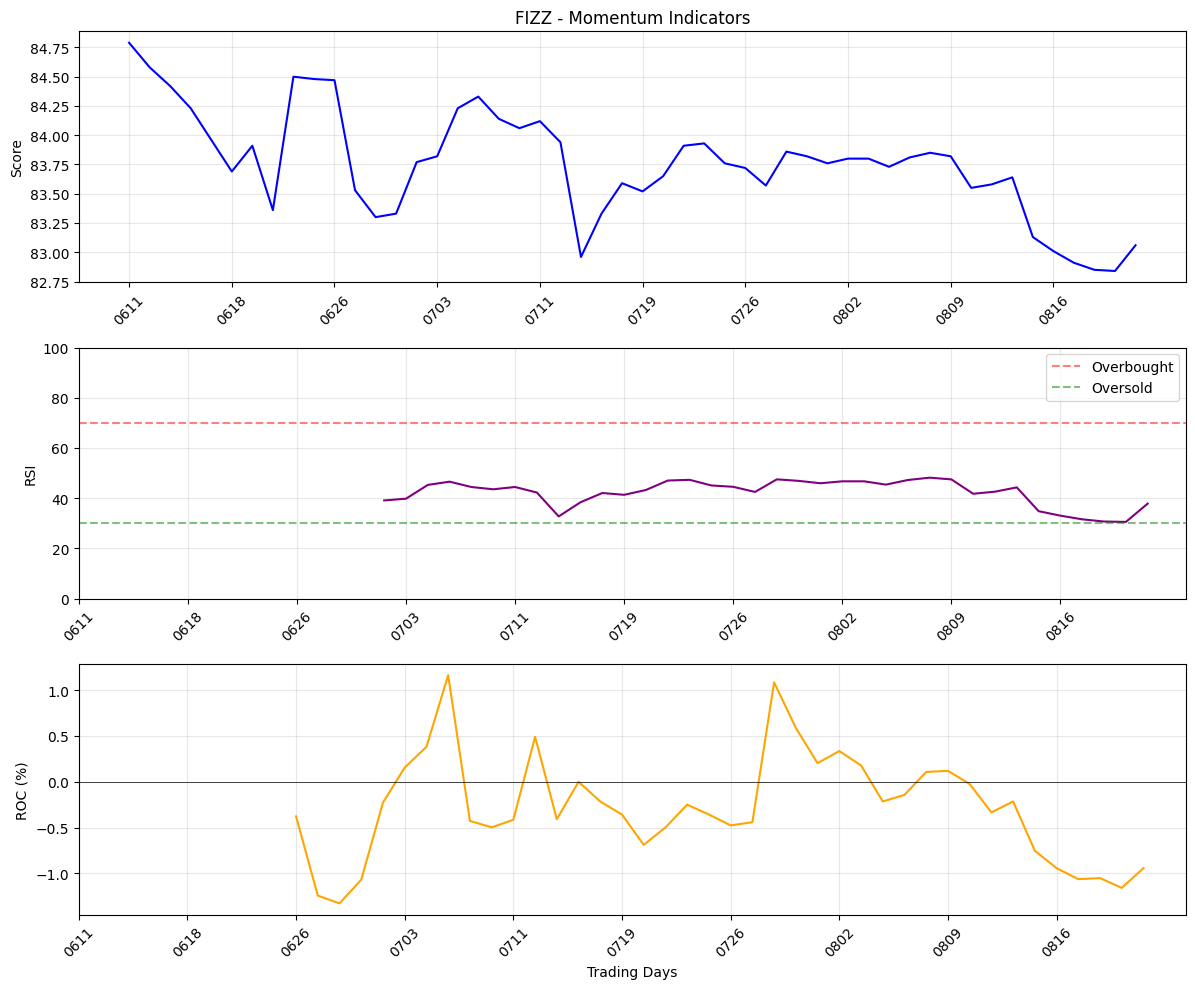 FIZZ - Momentum Indicators
Score
84.75
84.50
84.25
84.00
83.75
83.50
83.25
83.00
82.75
0611 0618 0626 0703 0711 0719 0726 0802 0809 0816
RSI
100
80
60
40
20
0
Overbought
Oversold
0611 0618 0626 0703 0711 0719 0726 0802 0809 0816
ROC (%)
1.0
0.5
0.0
−0.5
−1.0
0611 0618 0626 0703 0711 0719 0726 0802 0809 0816
Trading Days